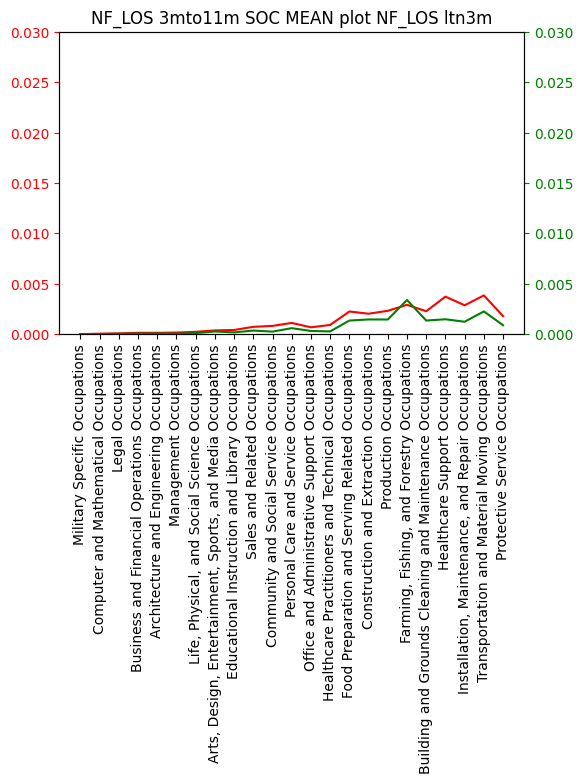 NF_LOS 3mto11m SOC MEAN plot NF_LOS ltn3m
0.030
0.025
0.020
0.015
0.010
0.005
0.000
0.030
0.025
0.020
0.015
0.010
0.005
0.000
Military Specific Occupations
Computer and Mathematical Occupations
Legal Occupations
Business and Financial Operations Occupations
Architecture and Engineering Occupations
Management Occupations
Life, Physical, and Social Science Occupations
Arts, Design, Entertainment, Sports, and Media Occupations
Educational Instruction and Library Occupations
Sales and Related Occupations
Community and Social Service Occupations
Personal Care and Service Occupations
Office and Administrative Support Occupations
Healthcare Practitioners and Technical Occupations
Food Preparation and Serving Related Occupations
Construction and Extraction Occupations
Production Occupations
Farming, Fishing, and Forestry Occupations
Building and Grounds Cleaning and Maintenance Occupations
Healthcare Support Occupations
Installation, Maintenance, and Repair Occupations
Transportation and Material Moving Occupations
Protective Service Occupations